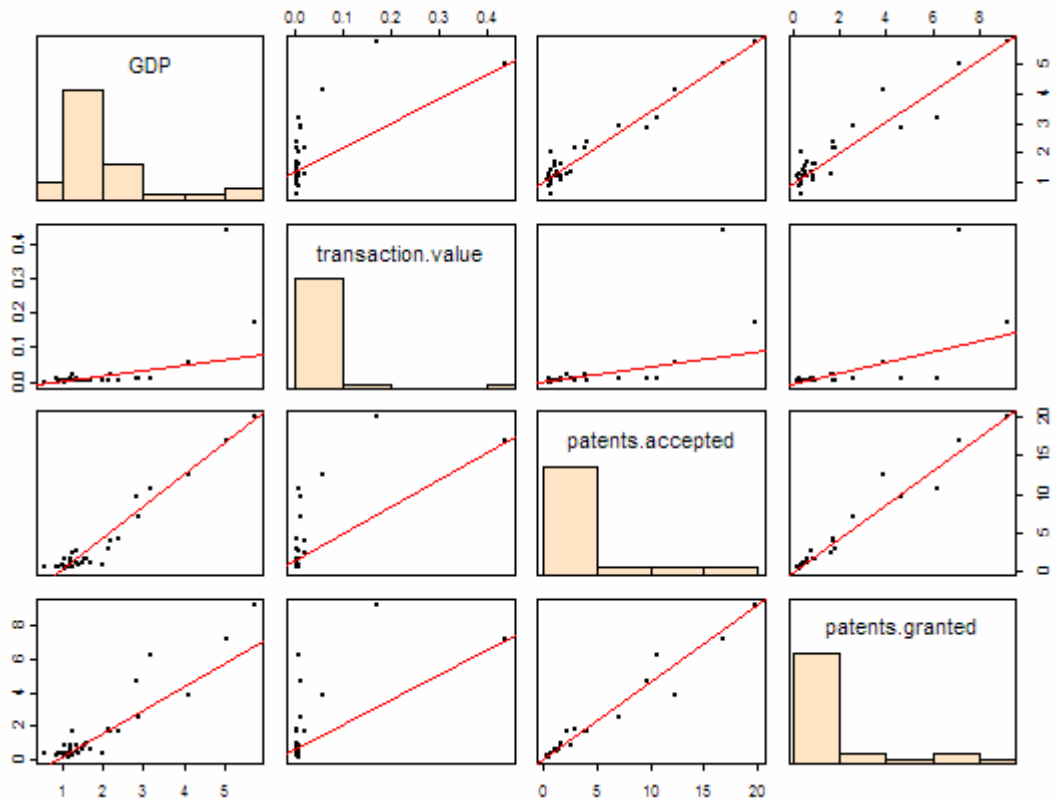 0.0 0.1 0.2 0.3 0.4
0 2 4 6 8
GDP
1 2 3 4 5
0.0 0.1 0.2 0.3 0.4
transaction.value
patents.accepted
0 5 10 15 20
0 2 4 6 8
patents.granted
1 2 3 4 5
0 5 10 15 20